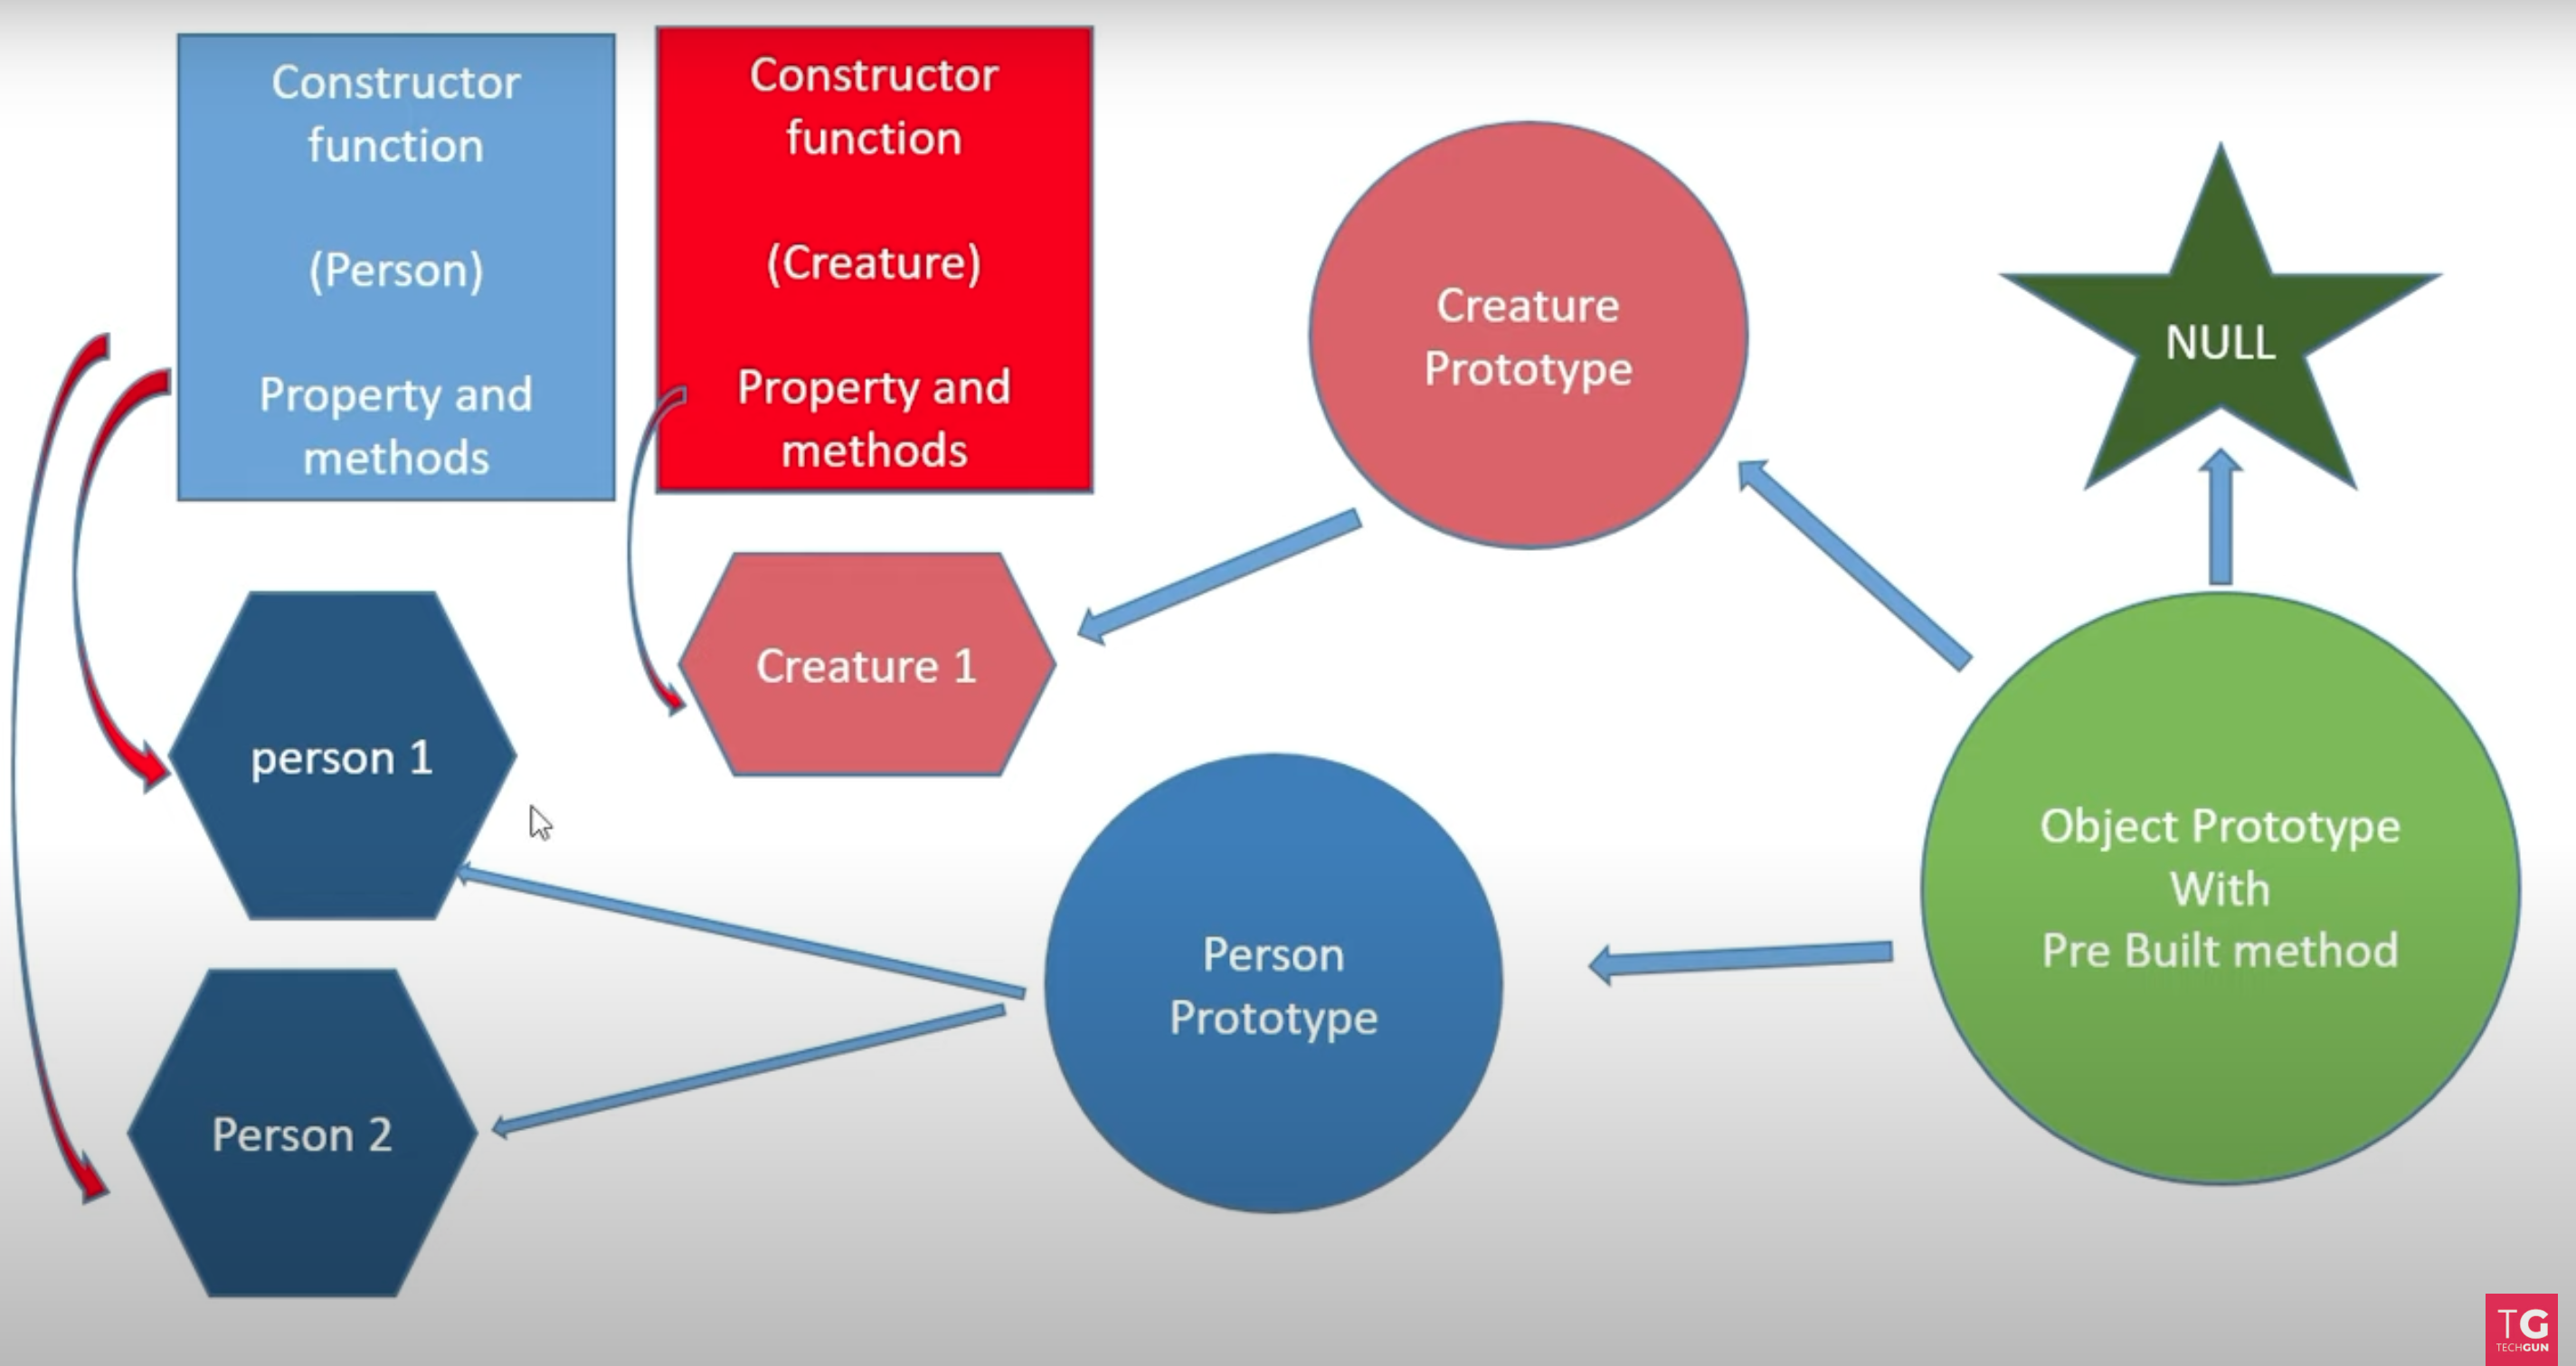 Constructor
function
(Person)
Property and
methods
Constructor
function
(Creature)
Property and
methods
Creature
Prototype
NULL
Creature 1
person 1
Object Prototype
With
Pre Built method
Person
Prototype
Person 2
TG
TECHGUN